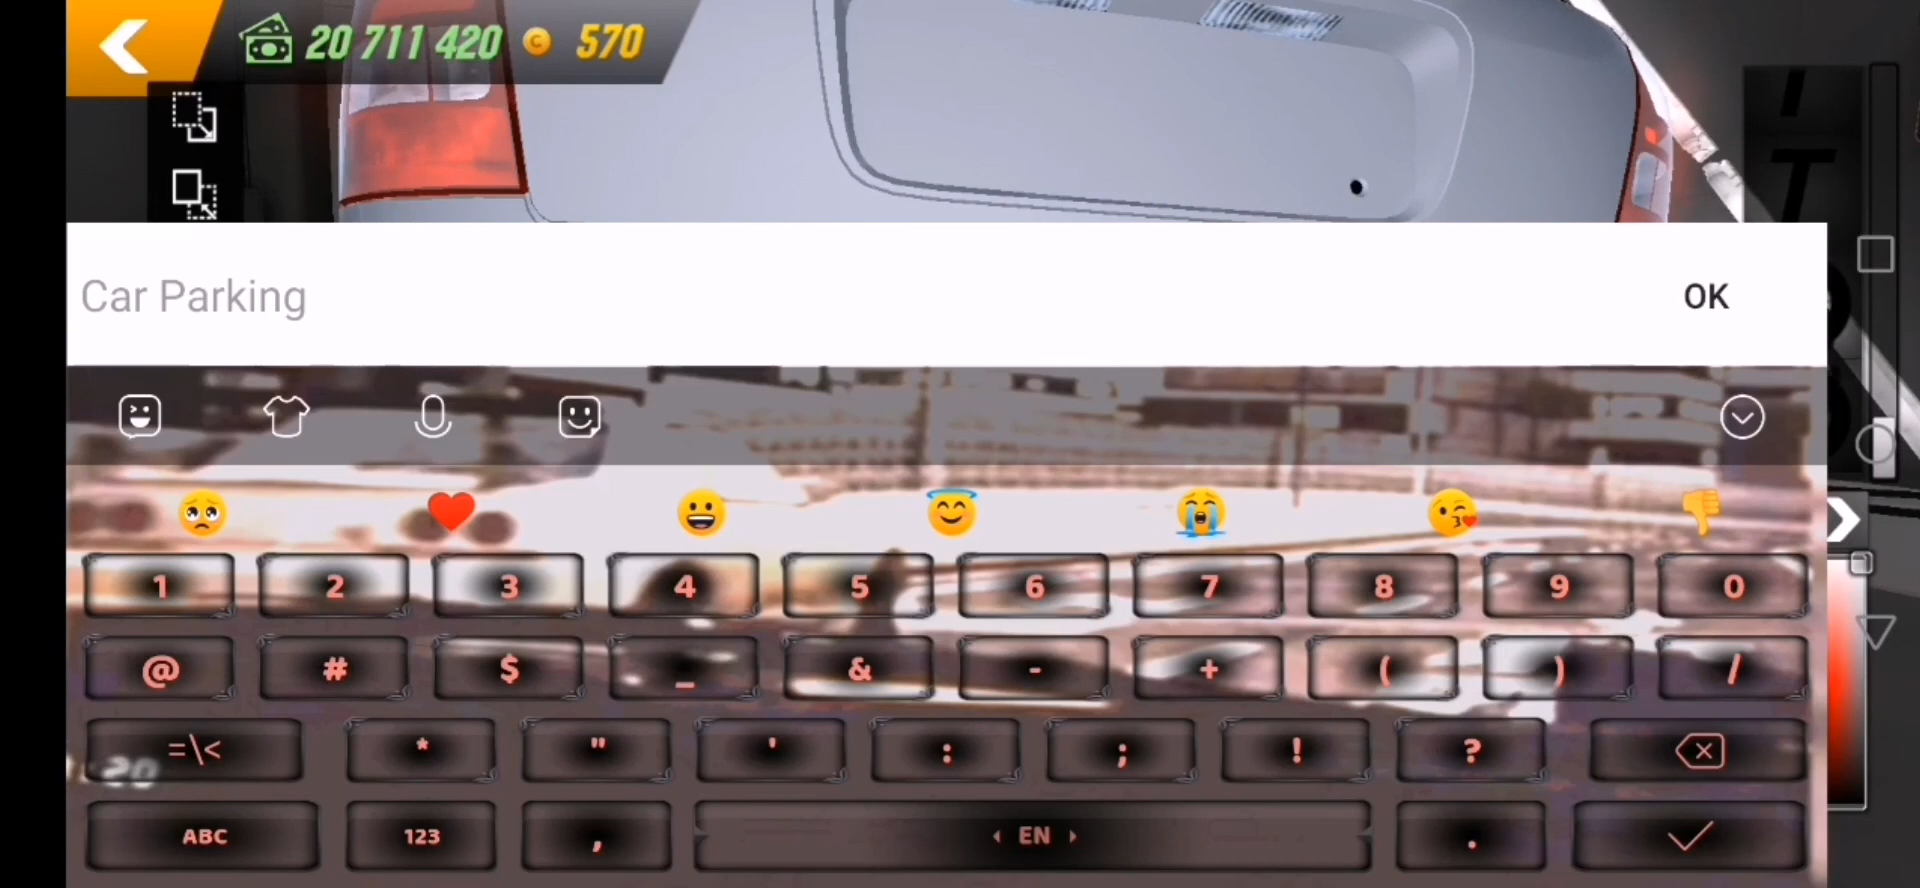 20 711 420 C 570
Car Parking
OK
1 2 3 4 5 6 7 8 9 0
@ # $ _ & - + ( ) /
=\< * " ' : ; ! ?
ABC 123 , EN .